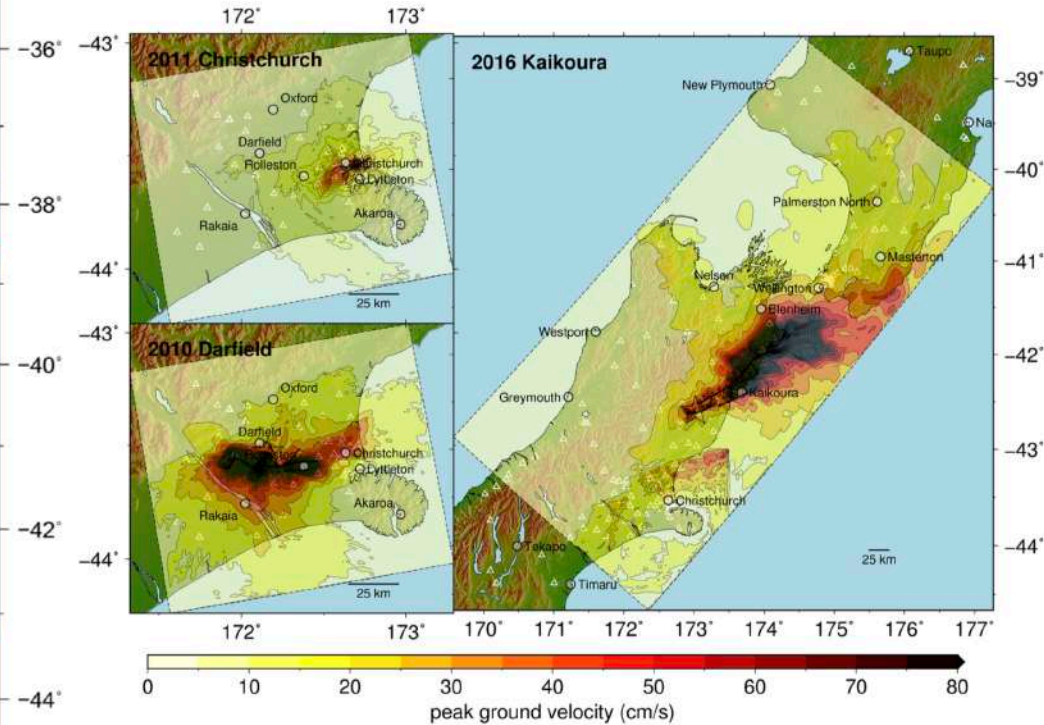 172° 173°
−36°
−38°
−40°
−42°
−44°
−43°
−44°
−43°
−44°
2011 Christchurch
Oxford
Darfield
Rolleston
Christchurch
Lyttleton
Rakaia
Akaroa
25 km
2010 Darfield
Oxford
Darfield
Christchurch
Lyttleton
Rakaia
Akaroa
25 km
172° 173°
2016 Kaikoura
Taupo
New Plymouth
Na
Palmerston North
Masterton
Nelson
Wellington
Blenheim
Westport
Kaikoura
Greymouth
Christchurch
Tekapo
Timaru
25 km
−39°
−40°
−41°
−42°
−43°
−44°
170° 171° 172° 173° 174° 175° 176° 177°
0 10 20 30 40 50 60 70 80
peak ground velocity (cm/s)